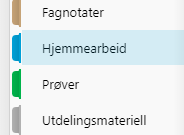 Fagnotater
Hjemmearbeid
Prøver
Utdelingsmateriell